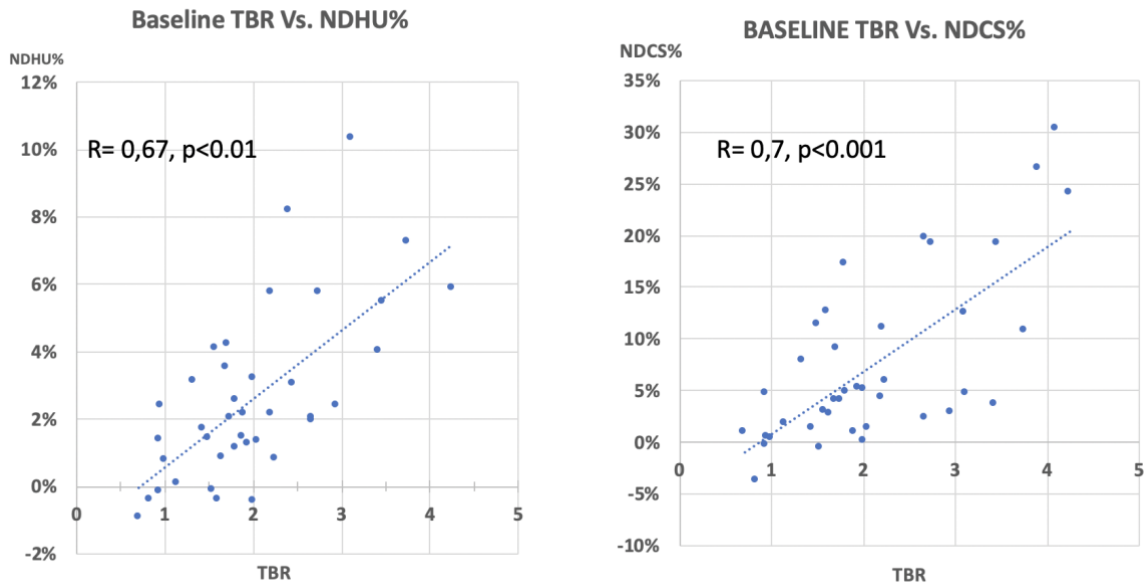 Baseline TBR Vs. NDHU%
NDHU%
12%
R= 0,67, p<0.01
10%
8%
6%
4%
2%
0%
0 1 2 3 4 5
-2%
TBR
BASELINE TBR Vs. NDCS%
NDCS%
35%
30%
R= 0,7, p<0.001
25%
20%
15%
10%
5%
0%
0 1 2 3 4 5
-5%
-10%
TBR